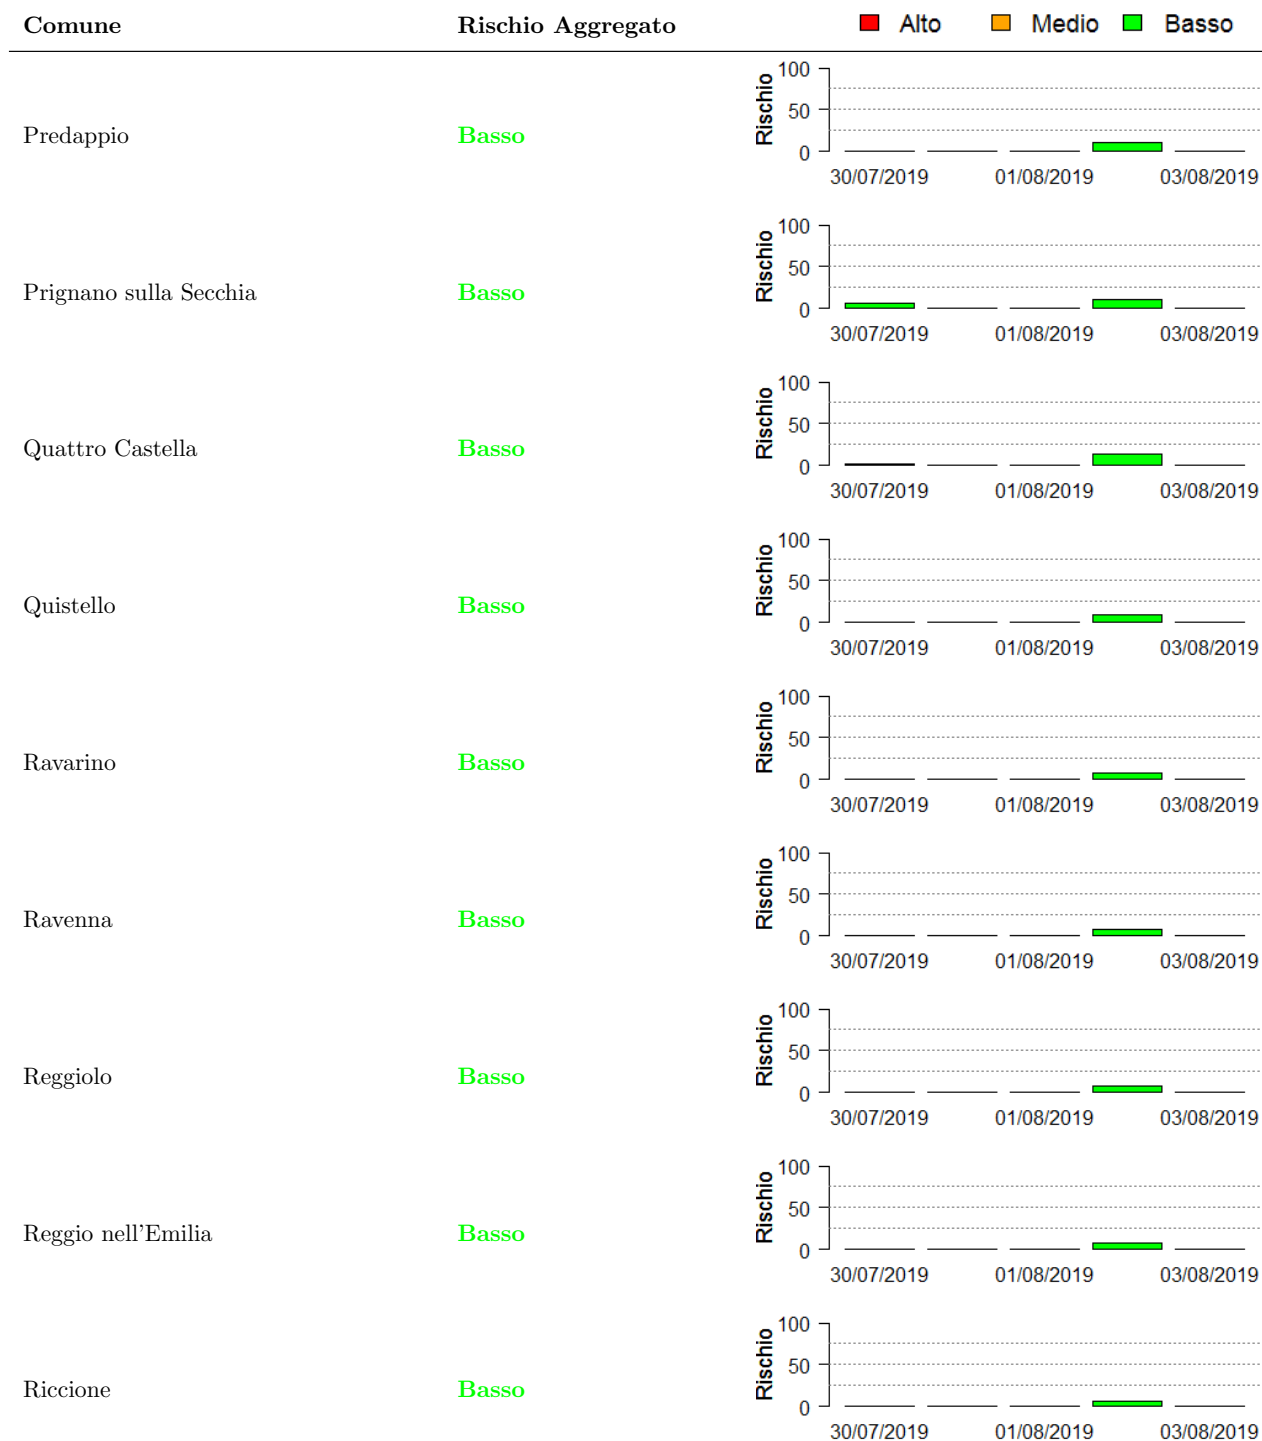 Comune Rischio Aggregato Alto Medio Basso
100
50
0
Rischio
Predappio Basso
30/07/2019 01/08/2019 03/08/2019
100
50
0
Rischio
Prignano sulla Secchia Basso
30/07/2019 01/08/2019 03/08/2019
100
50
0
Rischio
Quattro Castella Basso
30/07/2019 01/08/2019 03/08/2019
100
50
0
Rischio
Quistello Basso
30/07/2019 01/08/2019 03/08/2019
100
50
0
Rischio
Ravarino Basso
30/07/2019 01/08/2019 03/08/2019
100
50
0
Rischio
Ravenna Basso
30/07/2019 01/08/2019 03/08/2019
100
50
0
Rischio
Reggiolo Basso
30/07/2019 01/08/2019 03/08/2019
100
50
0
Rischio
Reggio nell'Emilia Basso
30/07/2019 01/08/2019 03/08/2019
100
50
0
Rischio
Riccione Basso
30/07/2019 01/08/2019 03/08/2019